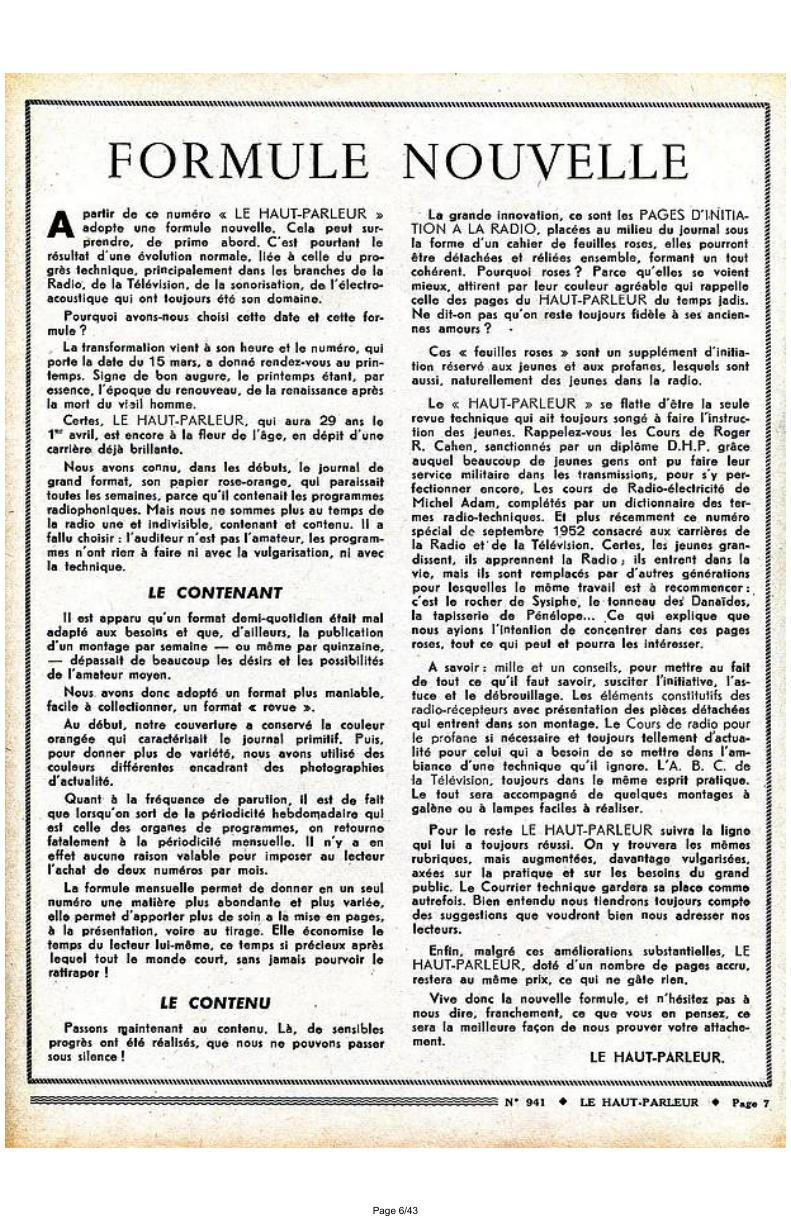 FORMULE NOUVELLE
A partir de ce numéro « LE HAUT-PARLEUR »
adopte une formule nouvelle. Cela peut sur-
prendre, de prime abord. C'est pourtant le
résultat d'une évolution normale, liée à celle du pro-
grès technique, principalement dans les branches de la
Radio, de la Télévision, de la sonorisation, de l'électro-
acoustique qui ont toujours été son domaine.
Pourquoi avons-nous choisi cette date et cette for-
mule ?
La transformation vient à son heure et le numéro, qui
porte la date du 15 mars, a donné rendez-vous au prin-
temps. Signe de bon augure, le printemps étant, par
essence, l'époque du renouveau, de la renaissance après
la mort du vieil homme.
Certes, LE HAUT-PARLEUR, qui aura 29 ans le
1er avril, est encore à la fleur de l'âge, en dépit d'une
carrière déjà brillante.
Nous avons connu, dans les débuts, le journal de
grand format, son papier rose-orange, qui paraissait
toutes les semaines, parce qu'il contenait les programmes
radiophoniques. Mais nous ne sommes plus au temps de
la radio une et indivisible, contenant et contenu. Il a
fallu choisir : l'auditeur n'est pas l'amateur, les program-
mes n'ont rien à faire ni avec la vulgarisation, ni avec
la technique.
LE CONTENANT
Il est apparu qu'un format demi-quotidien était mal
adapté aux besoins et que, d'ailleurs, la publication
d'un montage par semaine — ou même par quinzaine,
— dépassait de beaucoup les désirs et les possibilités
de l'amateur moyen.
Nous avons donc adopté un format plus maniable,
facile à collectionner, un format « revue ».
Au début, notre couverture a conservé la couleur
orangée qui caractérisait le journal primitif. Puis,
pour donner plus de variété, nous avons utilisé des
couleurs différentes encadrant des photographies
d'actualité.
Quant à la fréquance de parution, il est de fait
que lorsqu'on sort de la périodicité hebdomadaire qui
est celle des organes de programmes, on retourne
fatalement à la périodicité mensuelle. Il n'y a en
effet aucune raison valable pour imposer au lecteur
l'achat de deux numéros par mois.
La formule mensuelle permet de donner en un seul
numéro une matière plus abondante et plus variée,
elle permet d'apporter plus de soin a la mise en pages,
à la présentation, voire au tirage. Elle économise le
temps du lecteur lui-même, ce temps si précieux après
lequel tout le monde court, sans jamais pourvoir le
rattraper !
LE CONTENU
Passons maintenant au contenu. Là, de sensibles
progrès ont été réalisés, que nous ne pouvons passer
sous silence !
La grande innovation, ce sont les PAGES D'INITIA-
TION A LA RADIO, placées au milieu du journal sous
la forme d'un cahier de feuilles roses, elles pourront
être détachées et réliées ensemble, formant un tout
cohérent. Pourquoi roses ? Parce qu'elles se voient
mieux, attirent par leur couleur agréable qui rappelle
celle des pages du HAUT-PARLEUR du temps jadis.
Ne dit-on pas qu'on reste toujours fidèle à ses ancien-
nes amours ?
Ces « feuilles roses » sont un supplément d'initia-
tion réservé aux jeunes et aux profanes, lesquels sont
aussi, naturellement des jeunes dans la radio.
Le « HAUT-PARLEUR » se flatte d'être la seule
revue technique qui ait toujours songé à faire l'instruc-
tion des jeunes. Rappelez-vous les Cours de Roger
R. Cahen, sanctionnés par un diplôme D.H.P. grâce
auquel beaucoup de jeunes gens ont pu faire leur
service militaire dans les transmissions, pour s'y per-
fectionner encore, Les cours de Radio-électricité de
Michel Adam, complétés par un dictionnaire des ter-
mes radio-techniques. Et plus récemment ce numéro
spécial de septembre 1952 consacré aux carrières de
la Radio et de la Télévision. Certes, les jeunes gran-
dissent, ils apprennent la Radio ; ils entrent dans la
vie, mais ils sont remplacés par d'autres générations
pour lesquelles le même travail est à recommencer :
c'est le rocher de Sysiphe, le tonneau des Danaïdes,
la tapisserie de Pénélope... Ce qui explique que
nous ayions l'intention de concentrer dans ces pages
roses, tout ce qui peut et pourra les intéresser.
A savoir : mille et un conseils, pour mettre au fait
de tout ce qu'il faut savoir, susciter l'initiative, l'as-
tuce et le débrouillage. Les éléments constitutifs des
radio-récepteurs avec présentation des pièces détachées
qui entrent dans son montage. Le Cours de radio pour
le profane si nécessaire et toujours tellement d'actua-
lité pour celui qui a besoin de se mettre dans l'am-
biance d'une technique qu'il ignore. L'A. B. C. de
la Télévision, toujours dans le même esprit pratique.
Le tout sera accompagné de quelques montages à
galène ou à lampes faciles à réaliser.
Pour le reste LE HAUT-PARLEUR suivra la ligne
qui lui a toujours réussi. On y trouvera les mêmes
rubriques, mais augmentées, davantage vulgarisées,
axées sur la pratique et sur les besoins du grand
public. Le Courrier technique gardera sa place comme
autrefois. Bien entendu nous tiendrons toujours compte
des suggestions que voudront bien nous adresser nos
lecteurs.
Enfin, malgré ces améliorations substantielles, LE
HAUT-PARLEUR, doté d'un nombre de pages accru,
restera au même prix, ce qui ne gâte rien.
Vive donc la nouvelle formule, et n'hésitez pas à
nous dire, franchement, ce que vous en pensez, ce
sera la meilleure façon de nous prouver votre attache-
ment.
LE HAUT-PARLEUR.
N° 941 ♦ LE HAUT-PARLEUR ♦ Page 7
Page 6/43